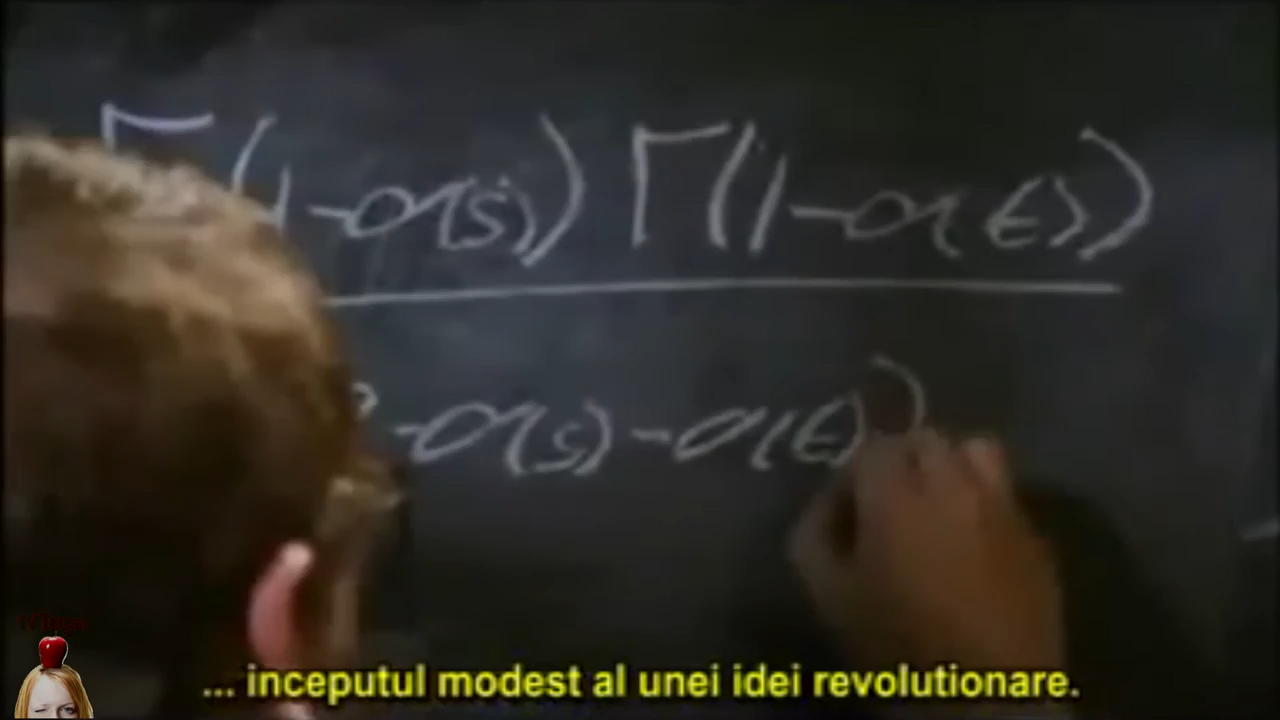 Γ(1-α(s)) Γ(1-α(t))
-α(s)-α(t))
... inceputul modest al unei idei revolutionare.